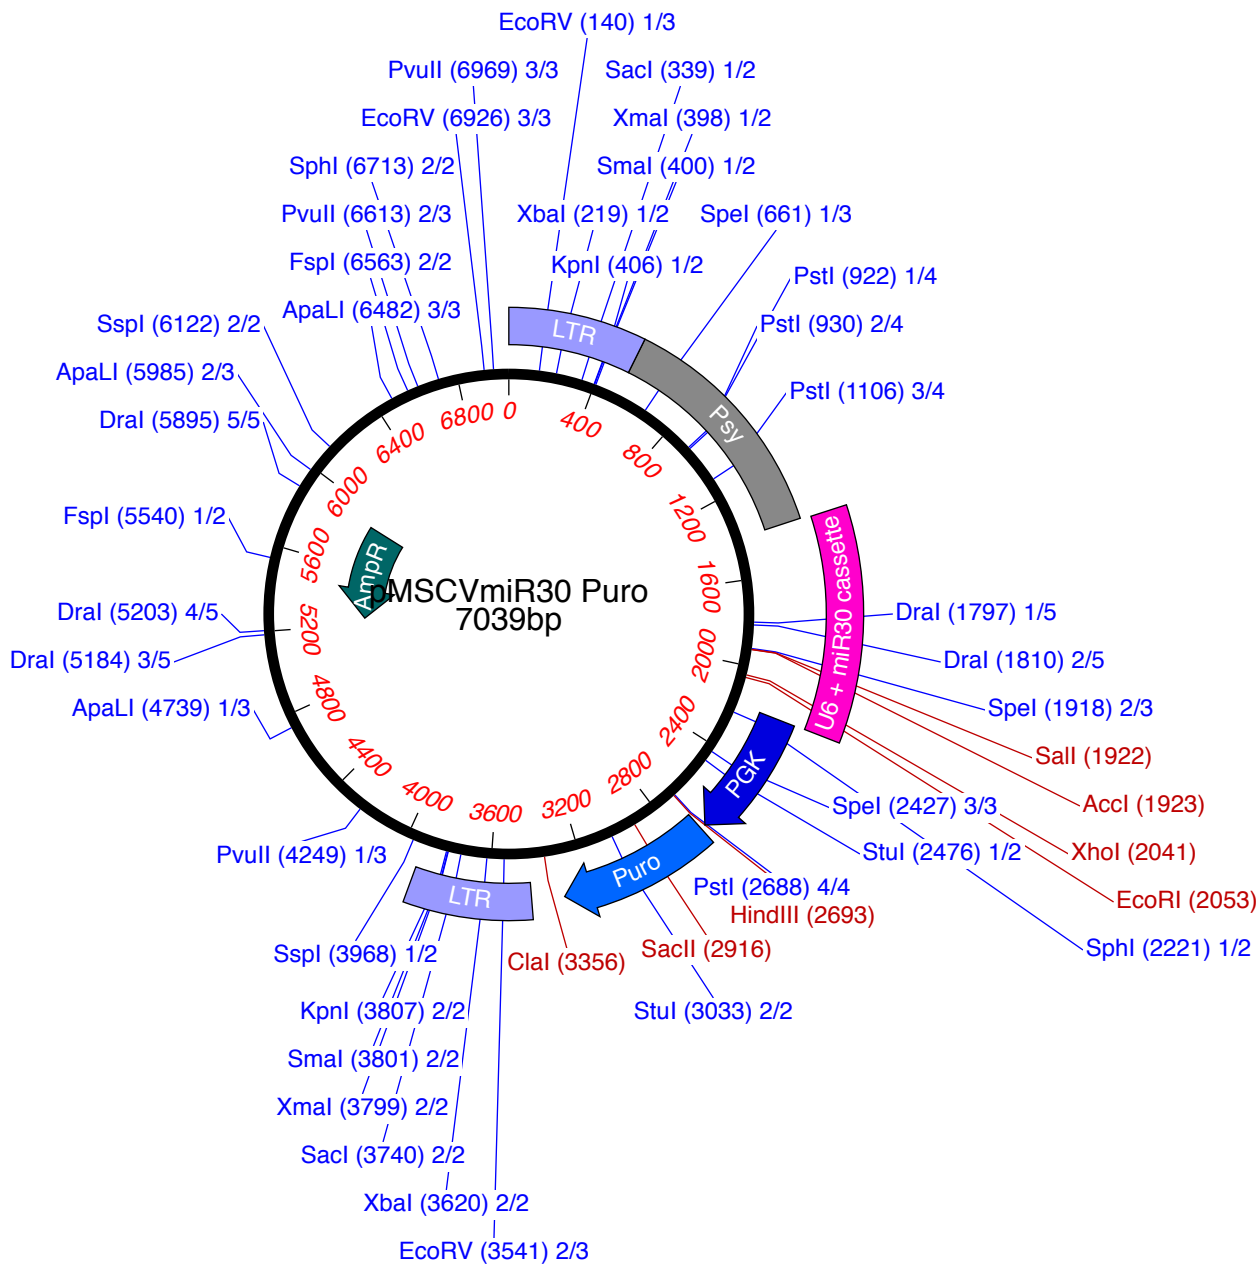 EcoRV (140) 1/3
PvuII (6969) 3/3
SacI (339) 1/2
EcoRV (6926) 3/3
XmaI (398) 1/2
SphI (6713) 2/2
SmaI (400) 1/2
PvuII (6613) 2/3
XbaI (219) 1/2
SpeI (661) 1/3
FspI (6563) 2/2
KpnI (406) 1/2
PstI (922) 1/4
ApaLI (6482) 3/3
SspI (6122) 2/2
PstI (930) 2/4
LTR
ApaLI (5985) 2/3
PstI (1106) 3/4
DraI (5895) 5/5
Psy
6800
0
400
6400
800
6000
1200
FspI (5540) 1/2
5600
1600
AmpR
pMSCVmiR30 Puro
7039bp
U6 + miR30 cassette
DraI (5203) 4/5
DraI (1797) 1/5
5200
2000
DraI (5184) 3/5
DraI (1810) 2/5
ApaLI (4739) 1/3
SpeI (1918) 2/3
4800
2400
SalI (1922)
4400
2800
PGK
4000
3600
3200
SpeI (2427) 3/3
AccI (1923)
PvuII (4249) 1/3
StuI (2476) 1/2
XhoI (2041)
Puro
PstI (2688) 4/4
LTR
EcoRI (2053)
HindIII (2693)
SspI (3968) 1/2
ClaI (3356)
SacII (2916)
SphI (2221) 1/2
KpnI (3807) 2/2
StuI (3033) 2/2
SmaI (3801) 2/2
XmaI (3799) 2/2
SacI (3740) 2/2
XbaI (3620) 2/2
EcoRV (3541) 2/3